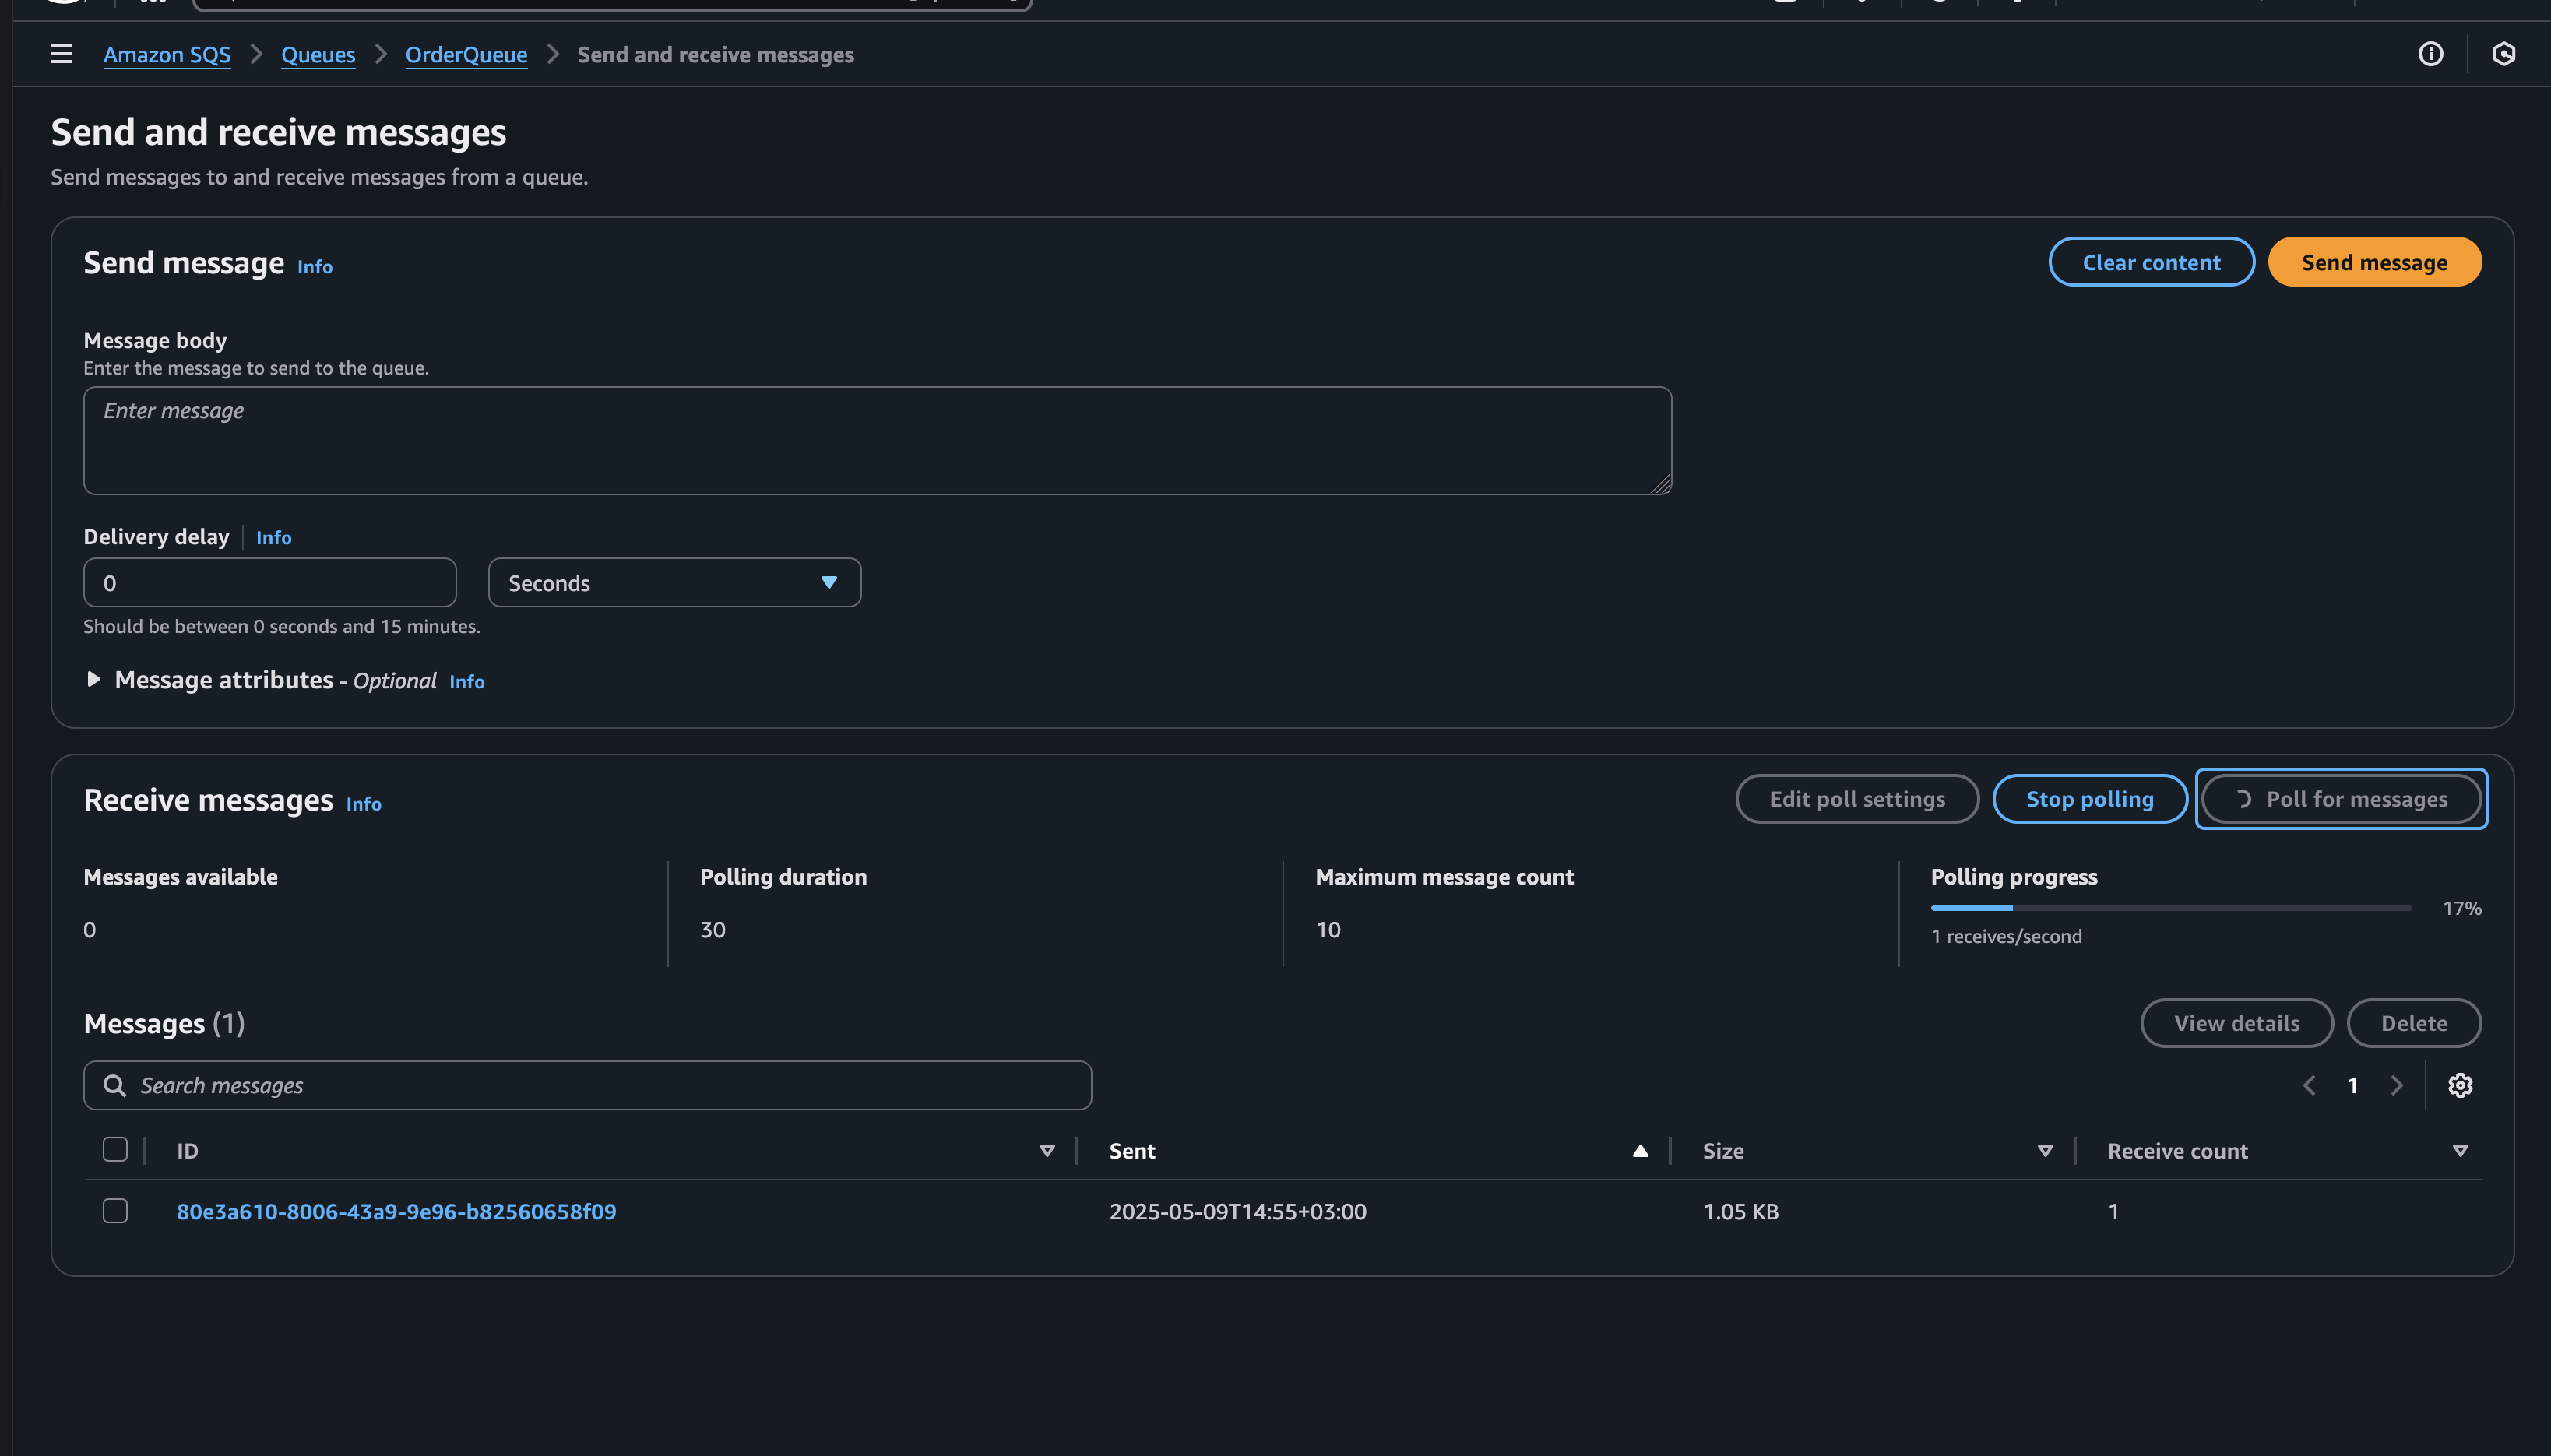 Amazon SQS > Queues > OrderQueue > Send and receive messages
Send and receive messages
Send messages to and receive messages from a queue.
Send message Info
Clear content
Send message
Message body
Enter the message to send to the queue.
Enter message
Delivery delay Info
0
Seconds
Should be between 0 seconds and 15 minutes.
Message attributes - Optional Info
Receive messages Info
Edit poll settings
Stop polling
Poll for messages
Messages available
0
Polling duration
30
Maximum message count
10
Polling progress
17%
1 receives/second
Messages (1)
View details
Delete
Search messages
1
ID Sent Size Receive count
80e3a610-8006-43a9-9e96-b82560658f09 2025-05-09T14:55+03:00 1.05 KB 1